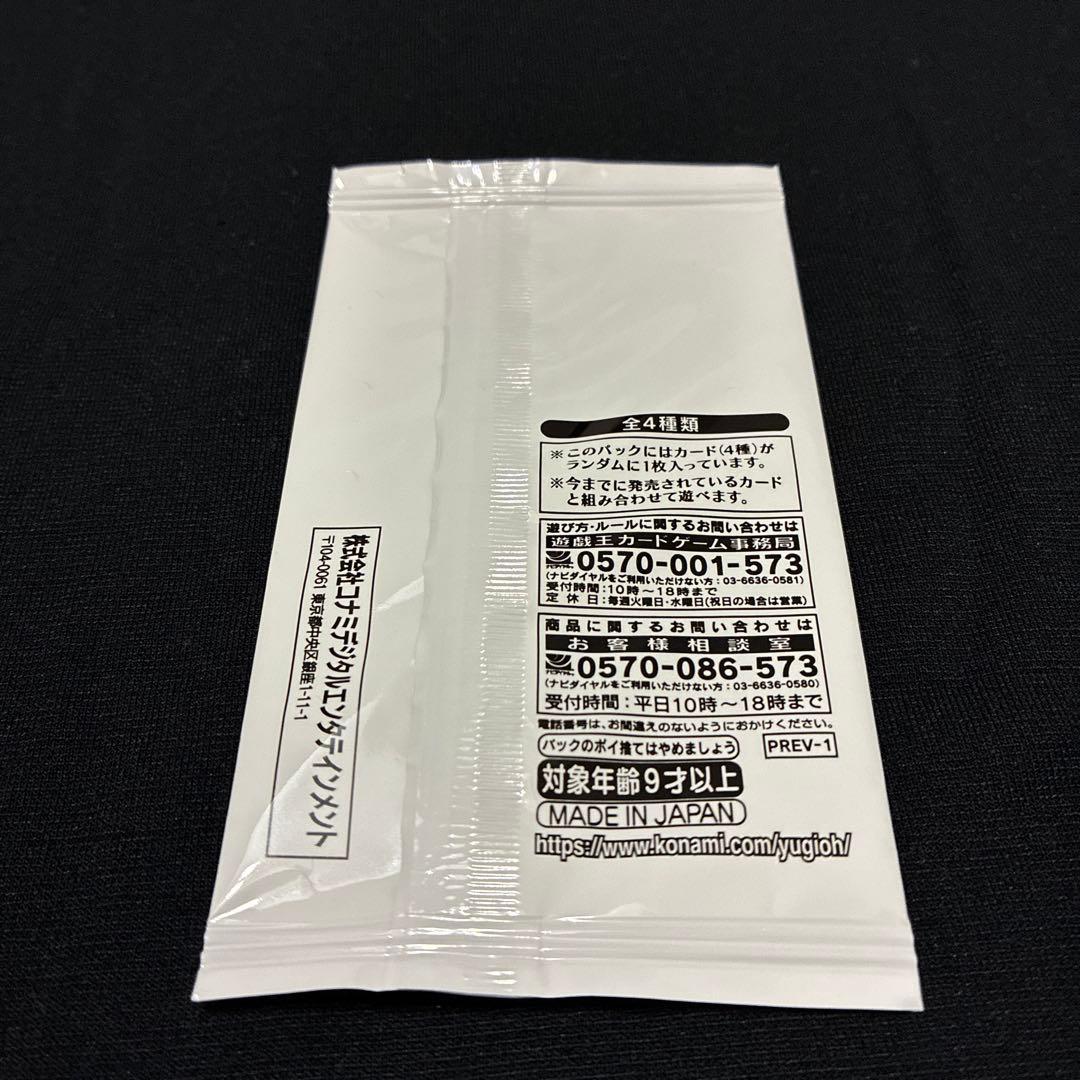 全4種類
※このパックにはカード(4種)が
ランダムに1枚入っています。
※今までに発売されているカード
と組み合わせて遊べます。
遊び方・ルールに関するお問い合わせは
遊戯王カードゲーム事務局
0570-001-573
(ナビダイヤルをご利用いただけない方:03-6636-0581)
受付時間:10時〜18時まで
定休日:毎週火曜日・水曜日(祝日の場合は営業)
商品に関するお問い合わせは
お客様相談室
0570-086-573
(ナビダイヤルをご利用いただけない方:03-6636-0580)
受付時間:平日10時〜18時まで
電話番号は、お間違えのないようにおかけください。
パックのポイ捨てはやめましょう
PREV-1
対象年齢9才以上
MADE IN JAPAN
https://www.konami.com/yugioh/
株式会社コナミデジタルエンタテインメント
〒104-0061 東京都中央区銀座1-11-1